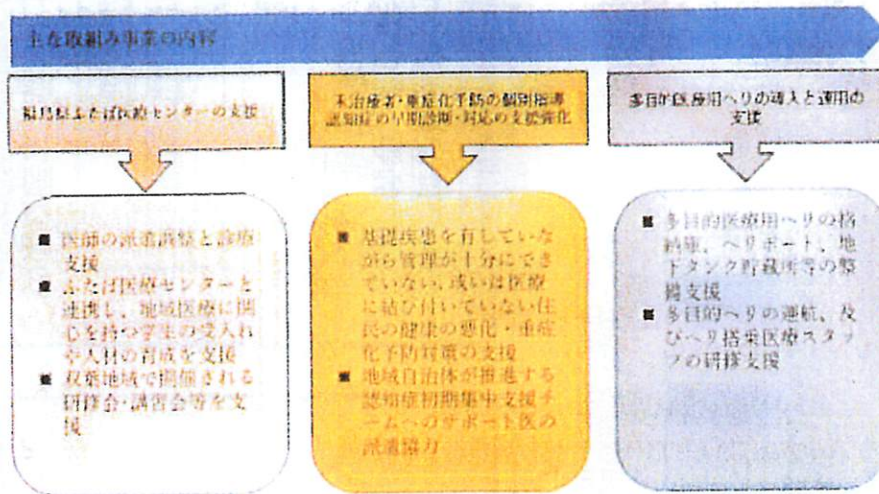 主な取組み事業の内容
福島県ふたば医療センターの支援
未治療者・重症化予防の個別指導
認知症の早期診断・対応の支援強化
多目的医療用ヘリの導入と運用の
支援
■ 医師の派遣調整と診療
支援
■ ふたば医療センターと
連携し、地域医療に関
心を持つ学生の受入れ
や人材の育成を支援
■ 双葉地域で開催される
研修会・講習会等を支
援
■ 基礎疾患を有していな
がら管理が十分にでき
ていない、或いは医療
に結び付いていない住
民の健康の悪化・重症
化予防対策の支援
■ 地域自治体が推進する
認知症初期集中支援チ
ームへのサポート医の
派遣協力
■ 多目的医療用ヘリの格
納庫、ヘリポート、地
下タンク貯蔵所等の整
備支援
■ 多目的ヘリの運航、及
びヘリ搭乗医療スタッ
フの研修支援